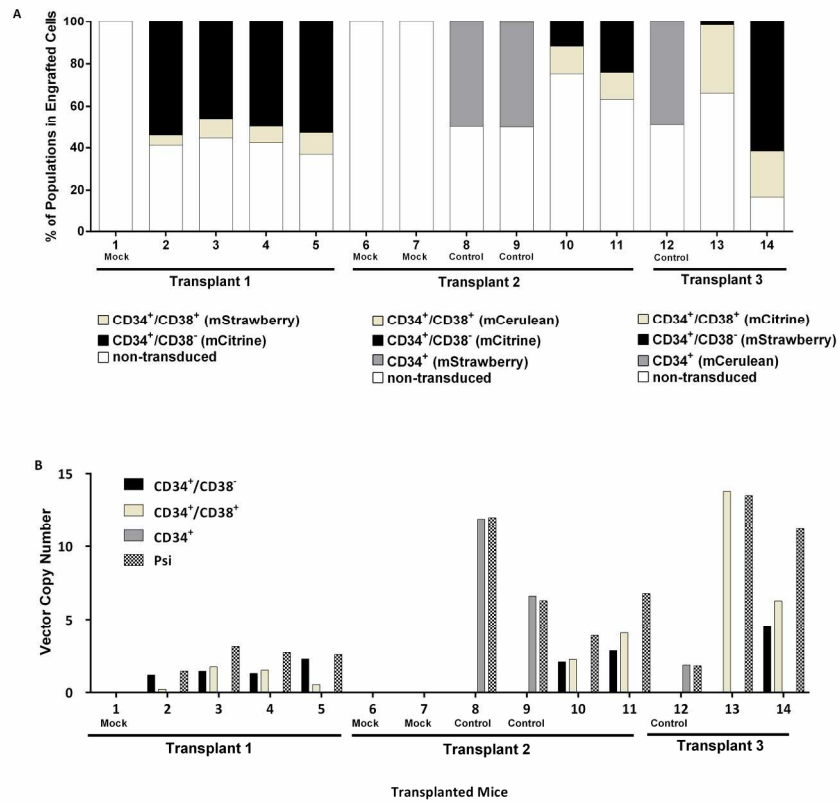 A
% of Populations in Engrafted Cells
100
80
60
40
20
0
1 2 3 4 5 6 7 8 9 10 11 12 13 14
Mock Mock Mock Control Control Control
Transplant 1 Transplant 2 Transplant 3
CD34+/CD38+ (mStrawberry)
CD34+/CD38- (mCitrine)
non-transduced
CD34+/CD38+ (mCerulean)
CD34+/CD38- (mCitrine)
CD34+ (mStrawberry)
non-transduced
CD34+/CD38+ (mCitrine)
CD34+/CD38- (mStrawberry)
CD34+ (mCerulean)
non-transduced
B
Vector Copy Number
15
10
5
0
CD34+/CD38-
CD34+/CD38+
CD34+
Psi
1 2 3 4 5 6 7 8 9 10 11 12 13 14
Mock Mock Mock Control Control Control
Transplant 1 Transplant 2 Transplant 3
Transplanted Mice